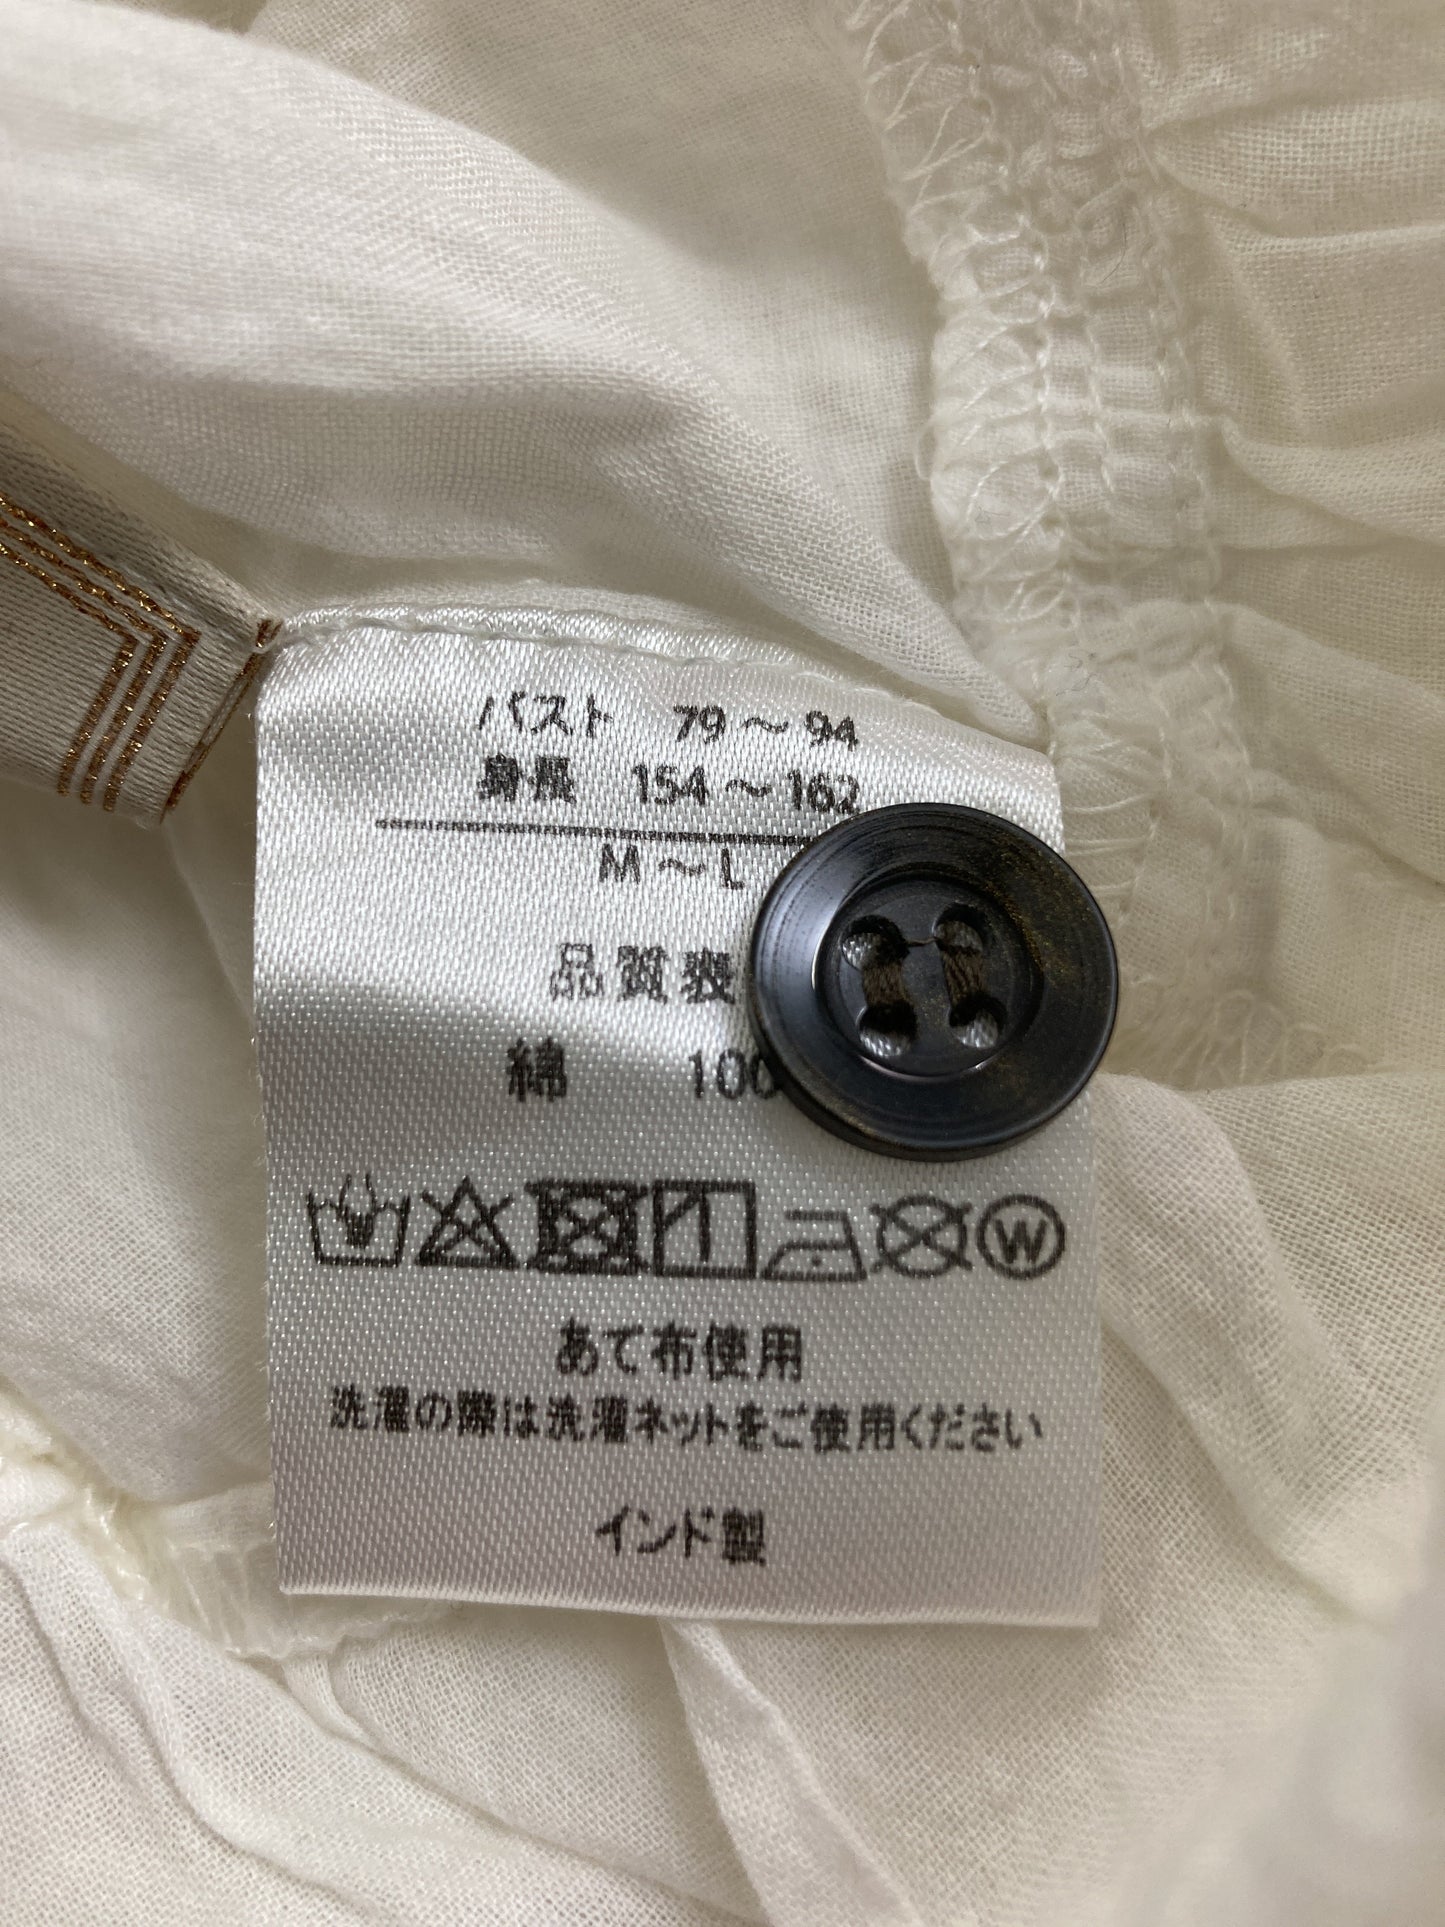 バスト 79～94
身長 154～162
M～L
品質表
綿 100
W
あて布使用
洗濯の際は洗濯ネットをご使用ください
インド製